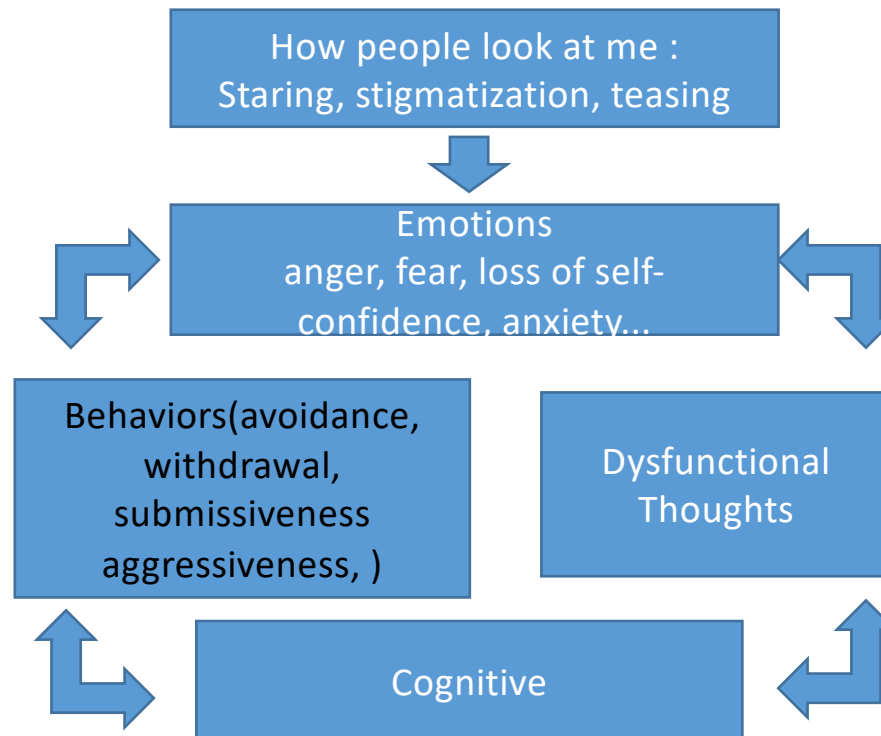 How people look at me :
Staring, stigmatization, teasing
Emotions
anger, fear, loss of self-
confidence, anxiety...
Behaviors(avoidance,
withdrawal,
submissiveness
aggressiveness, )
Dysfunctional
Thoughts
Cognitive